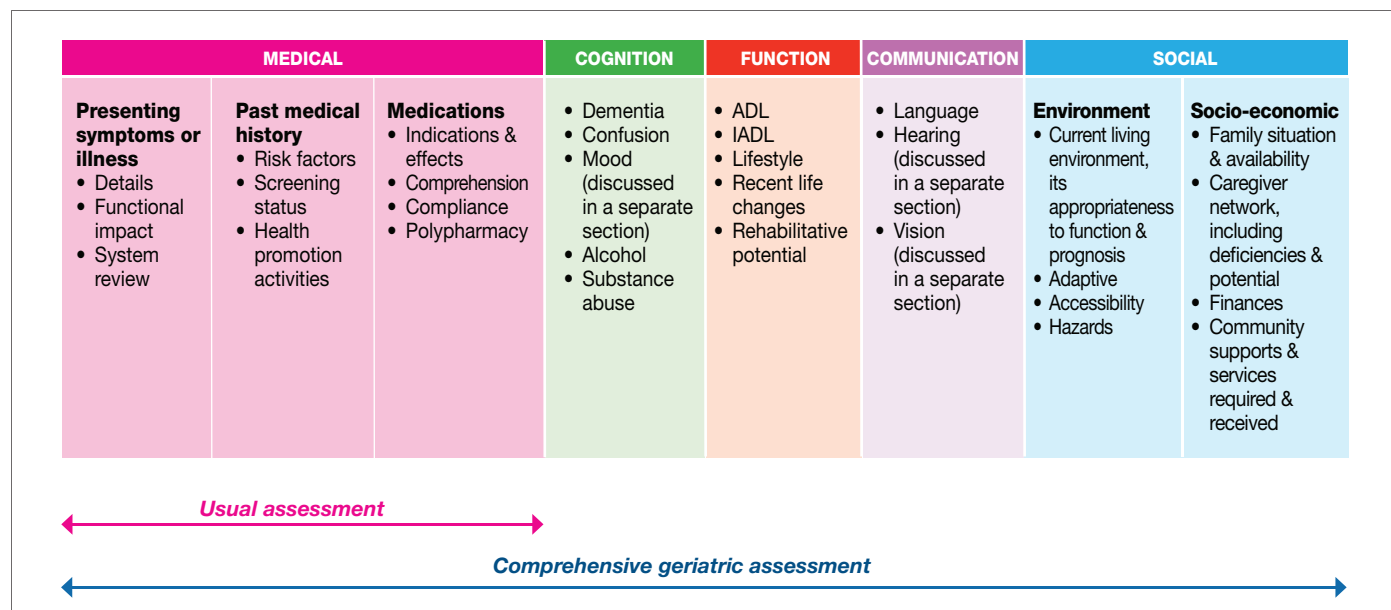 MEDICAL
COGNITION
FUNCTION
COMMUNICATION
SOCIAL
Presenting
symptoms or
illness
• Details
• Functional
impact
• System
review
Past medical
history
• Risk factors
• Screening
status
• Health
promotion
activities
Medications
• Indications &
effects
• Comprehension
• Compliance
• Polypharmacy
• Dementia
• Confusion
• Mood
(discussed
in a separate
section)
• Alcohol
• Substance
abuse
• ADL
• IADL
• Lifestyle
• Recent life
changes
• Rehabilitative
potential
• Language
• Hearing
(discussed
in a separate
section)
• Vision
(discussed
in a separate
section)
Environment
• Current living
environment,
its
appropriateness
to function &
prognosis
• Adaptive
• Accessibility
• Hazards
Socio-economic
• Family situation
& availability
• Caregiver
network,
including
deficiencies &
potential
• Finances
• Community
supports &
services
required &
received
Usual assessment
Comprehensive geriatric assessment